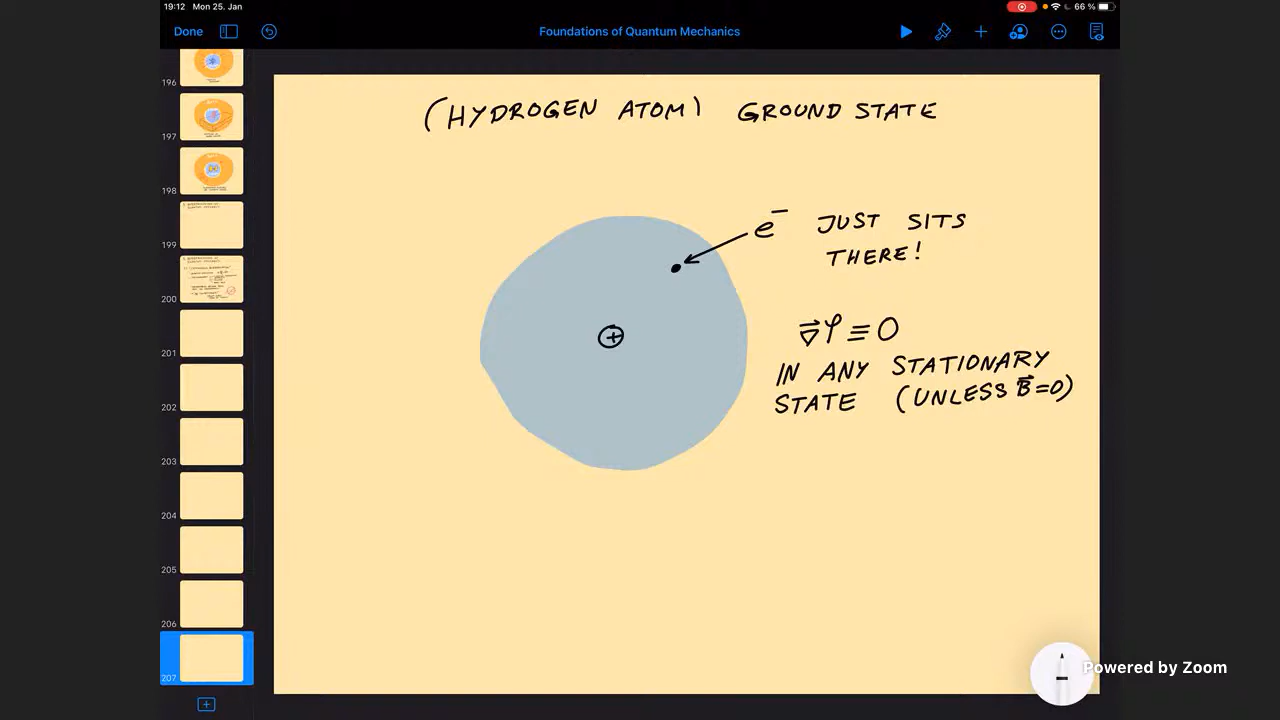 19:12 Mon 25. Jan
66 %
Done
Foundations of Quantum Mechanics
196
197
198
199
200
201
202
203
204
205
206
207
(HYDROGEN ATOM) GROUND STATE
e⁻ JUST SITS
THERE!
+
∇⃗φ ≡ 0
IN ANY STATIONARY
STATE (UNLESS B⃗=0)
Powered by Zoom